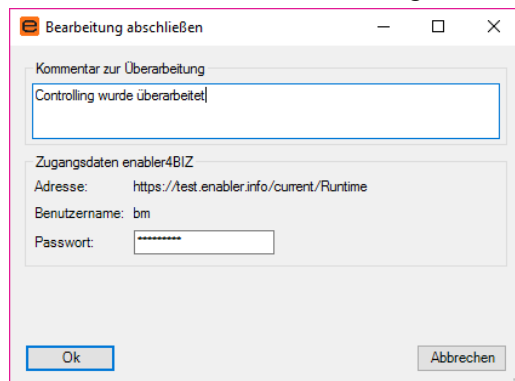 Bearbeitung abschließen
Kommentar zur Überarbeitung
Controlling wurde überarbeitet
Zugangsdaten enabler4BIZ
Adresse: https://test.enabler.info/current/Runtime
Benutzername: bm
Passwort: *********
Ok Abbrechen